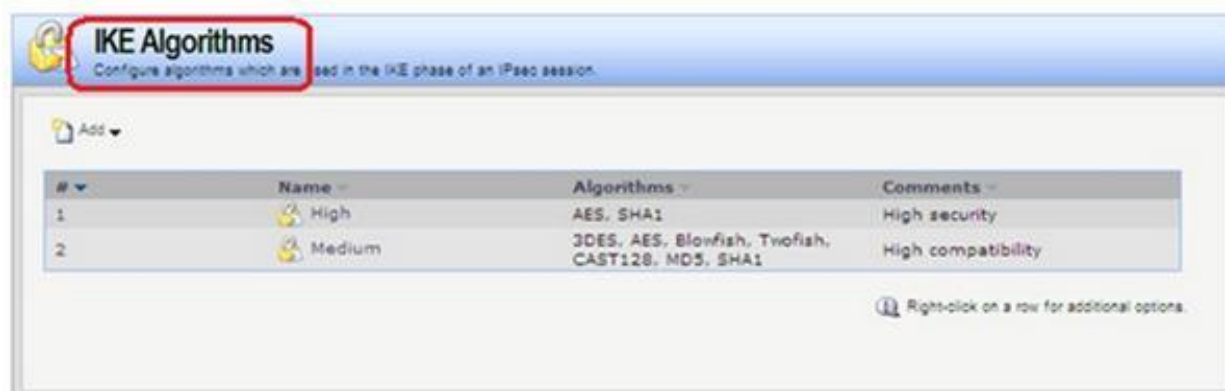 IKE Algorithms
Configure algorithms which are used in the IKE phase of an IPsec session.
Add
# Name Algorithms Comments
1 High AES, SHA1 High security
2 Medium 3DES, AES, Blowfish, Twofish, CAST128, MD5, SHA1 High compatibility
Right-click on a row for additional options.